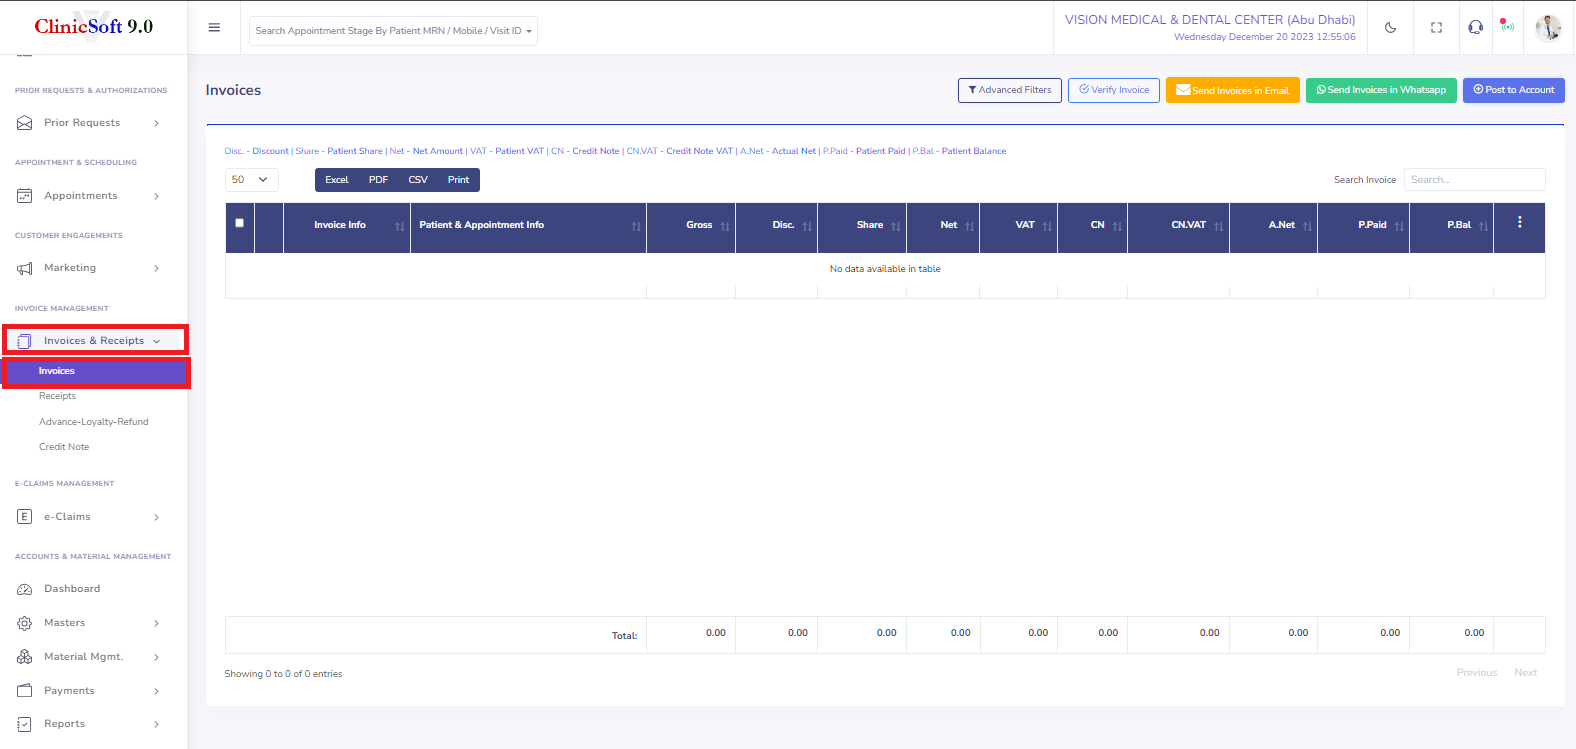 ClinicSoft 9.0
Search Appointment Stage By Patient MRN / Mobile / Visit ID
VISION MEDICAL & DENTAL CENTER (Abu Dhabi)
Wednesday December 20 2023 12:55:06
PRIOR REQUESTS & AUTHORIZATIONS
Prior Requests
APPOINTMENT & SCHEDULING
Appointments
CUSTOMER ENGAGEMENTS
Marketing
INVOICE MANAGEMENT
Invoices & Receipts
Invoices
Receipts
Advance-Loyalty-Refund
Credit Note
E-CLAIMS MANAGEMENT
E e-Claims
ACCOUNTS & MATERIAL MANAGEMENT
Dashboard
Masters
Material Mgmt.
Payments
Reports
Invoices
Advanced Filters Verify Invoice Send Invoices in Email Send Invoices in Whatsapp Post to Account
Disc. - Discount | Share - Patient Share | Net - Net Amount | VAT - Patient VAT | CN - Credit Note | CN.VAT - Credit Note VAT | A.Net - Actual Net | P.Paid - Patient Paid | P.Bal - Patient Balance
50 Excel PDF CSV Print Search Invoice Search...
Invoice Info Patient & Appointment Info Gross Disc. Share Net VAT CN CN.VAT A.Net P.Paid P.Bal
No data available in table
Total: 0.00 0.00 0.00 0.00 0.00 0.00 0.00 0.00 0.00 0.00
Showing 0 to 0 of 0 entries
Previous Next